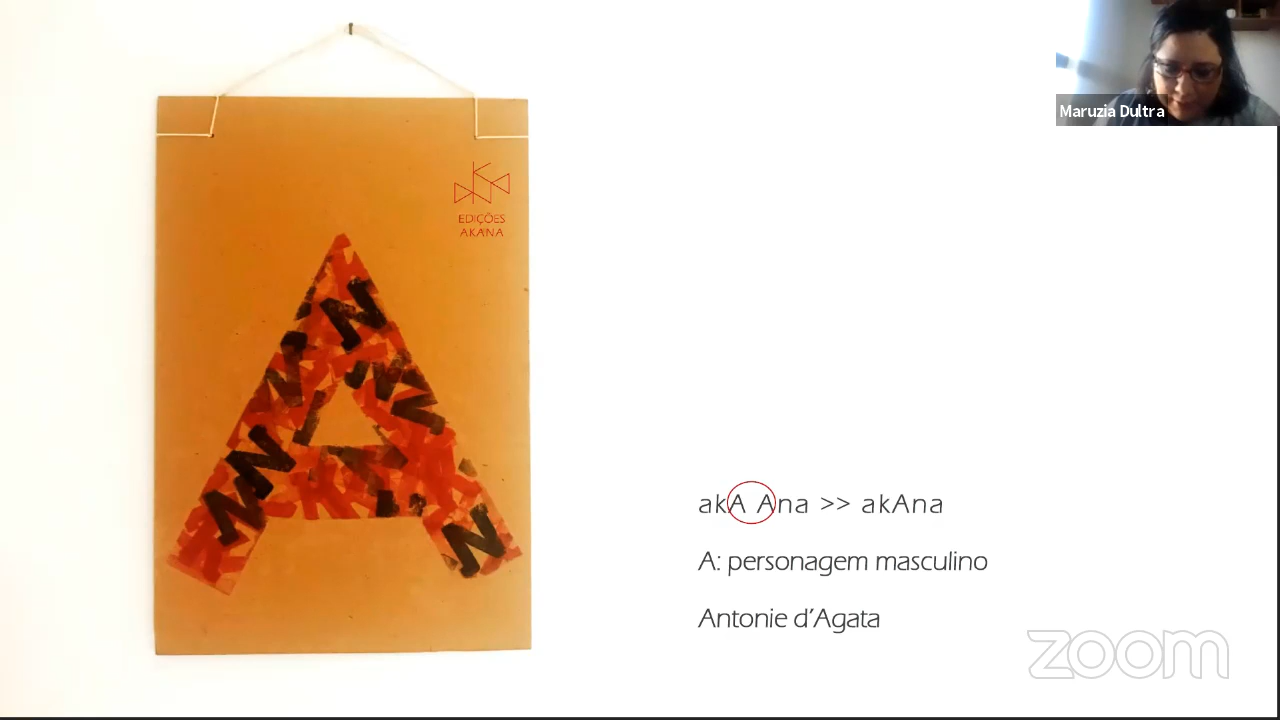 Maruzia Dultra
EDIÇÕES
AKANA
N
N
N
akA Ana >> akAna
A: personagem masculino
Antonie d’Agata
zoom